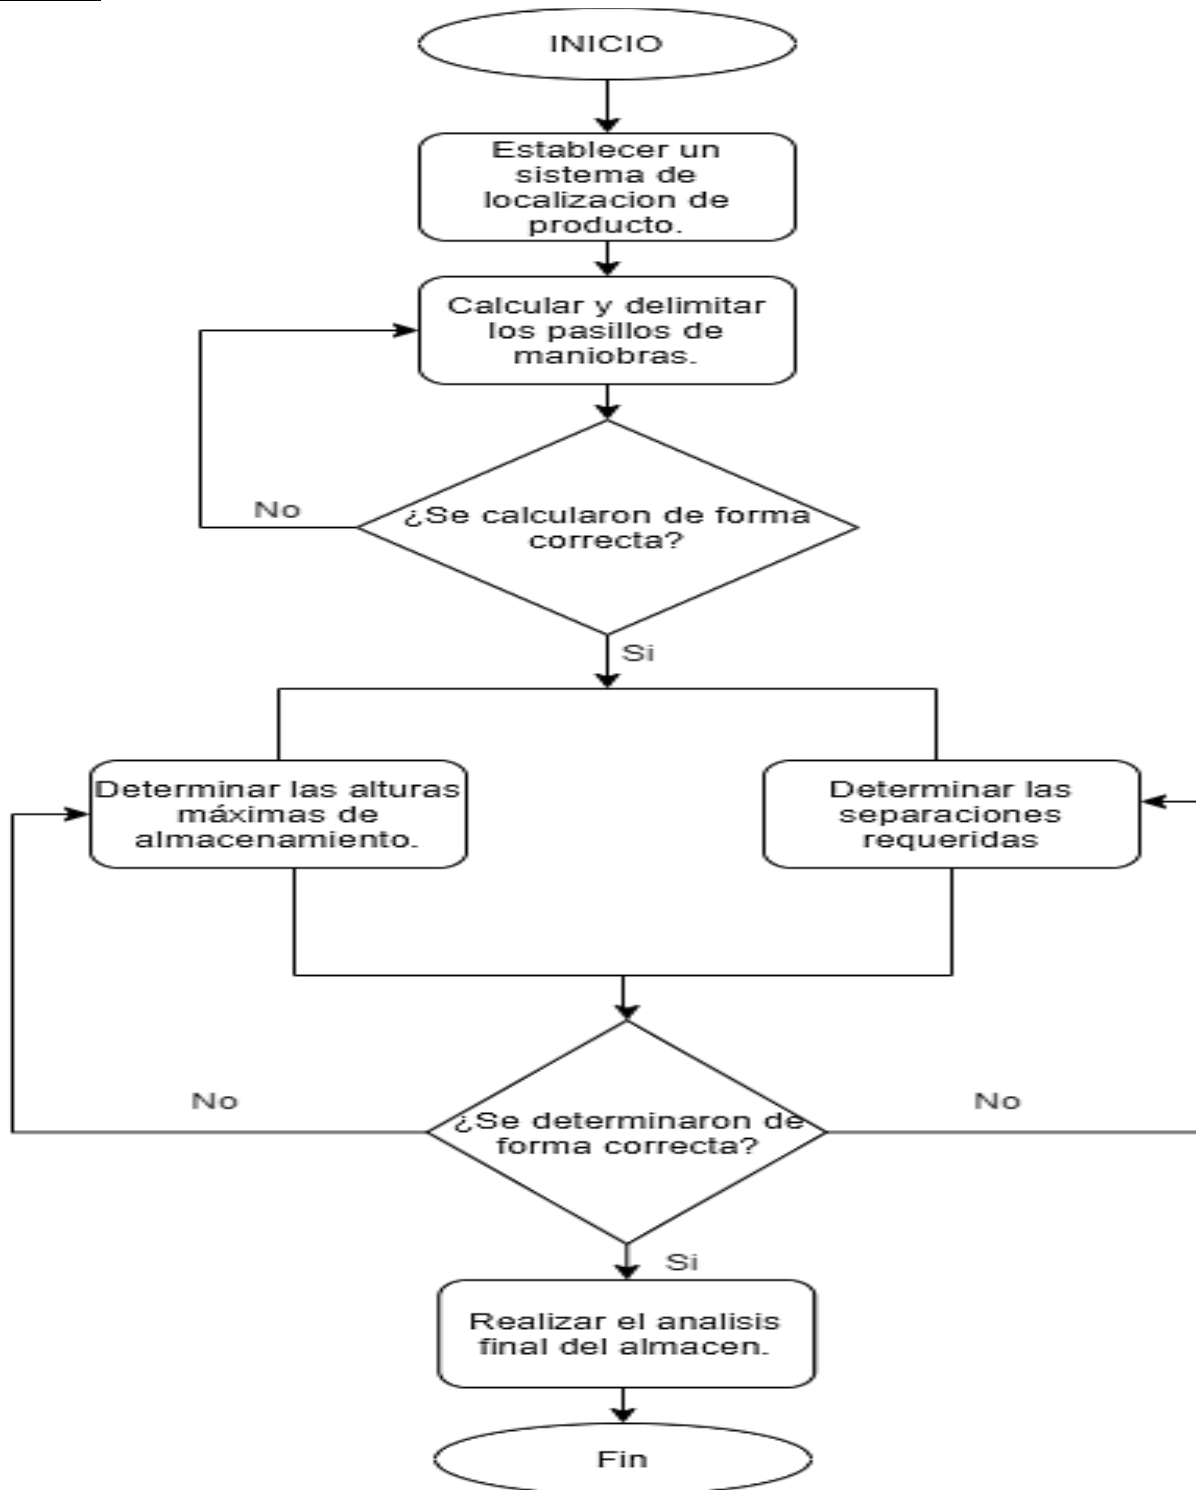 INICIO
Establecer un
sistema de
localizacion de
producto.
Calcular y delimitar
los pasillos de
maniobras.
No
¿Se calcularon de forma
correcta?
Si
Determinar las alturas
máximas de
almacenamiento.
Determinar las
separaciones
requeridas
No
¿Se determinaron de
forma correcta?
No
Si
Realizar el analisis
final del almacen.
Fin